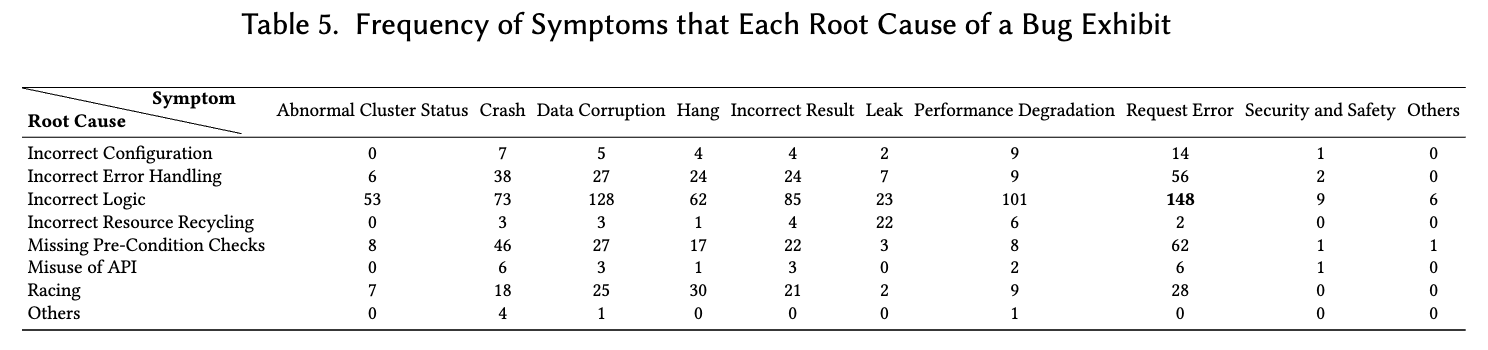 Table 5. Frequency of Symptoms that Each Root Cause of a Bug Exhibit
Symptom
Root Cause
Abnormal Cluster Status Crash Data Corruption Hang Incorrect Result Leak Performance Degradation Request Error Security and Safety Others
Incorrect Configuration 0 7 5 4 4 2 9 14 1 0
Incorrect Error Handling 6 38 27 24 24 7 9 56 2 0
Incorrect Logic 53 73 128 62 85 23 101 148 9 6
Incorrect Resource Recycling 0 3 3 1 4 22 6 2 0 0
Missing Pre-Condition Checks 8 46 27 17 22 3 8 62 1 1
Misuse of API 0 6 3 1 3 0 2 6 1 0
Racing 7 18 25 30 21 2 9 28 0 0
Others 0 4 1 0 0 0 1 0 0 0